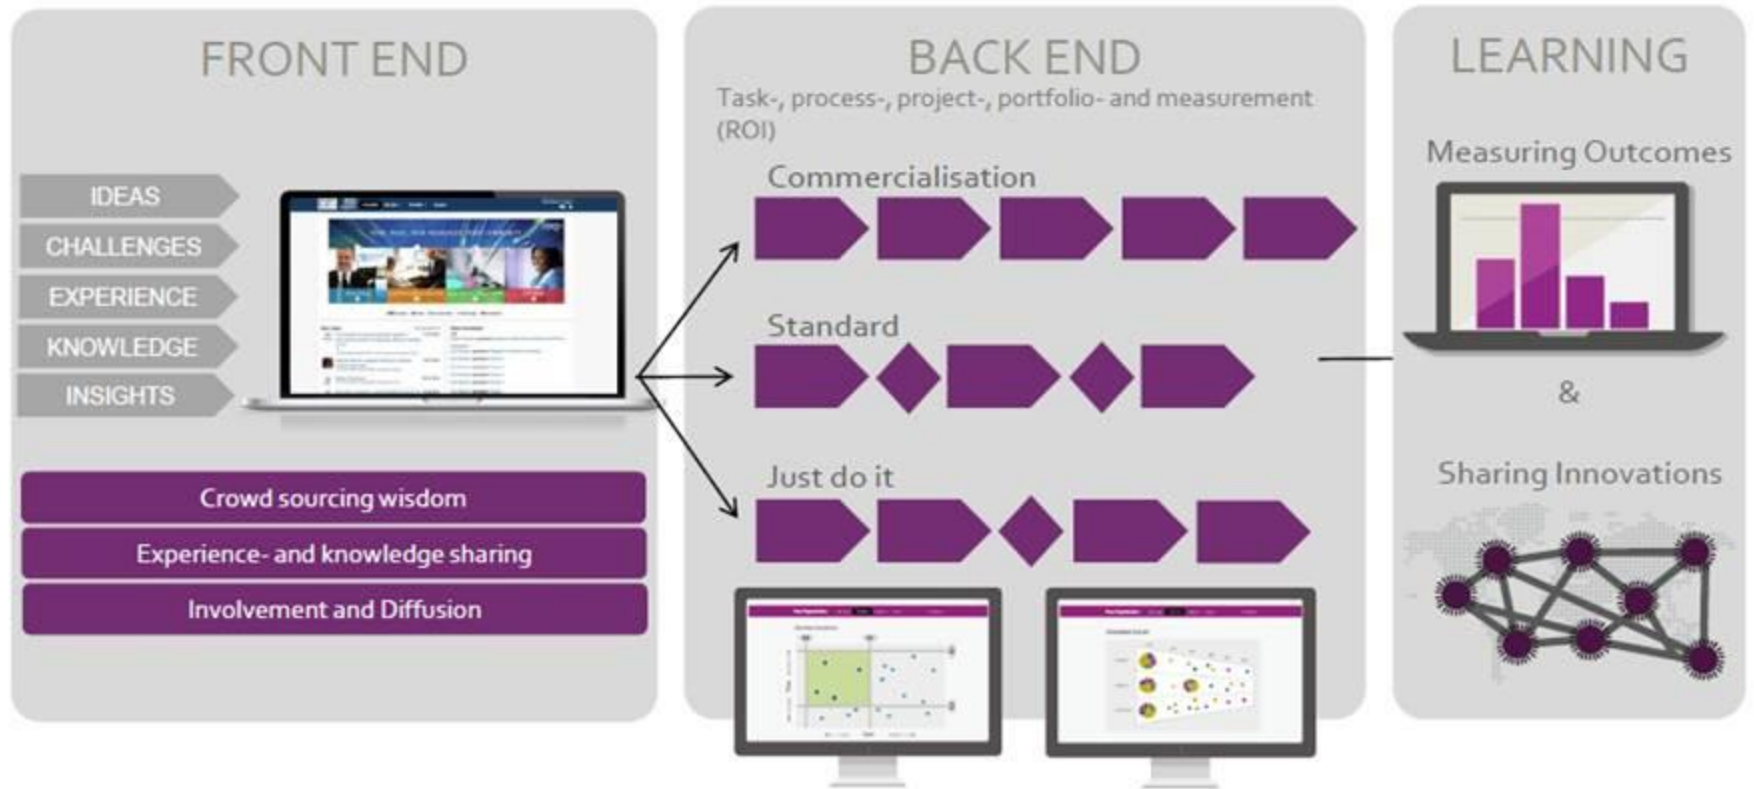 FRONT END
IDEAS
CHALLENGES
EXPERIENCE
KNOWLEDGE
INSIGHTS
Crowd sourcing wisdom
Experience- and knowledge sharing
Involvement and Diffusion
BACK END
Task-, process-, project-, portfolio- and measurement
(ROI)
Commercialisation
Standard
Just do it
LEARNING
Measuring Outcomes
&
Sharing Innovations